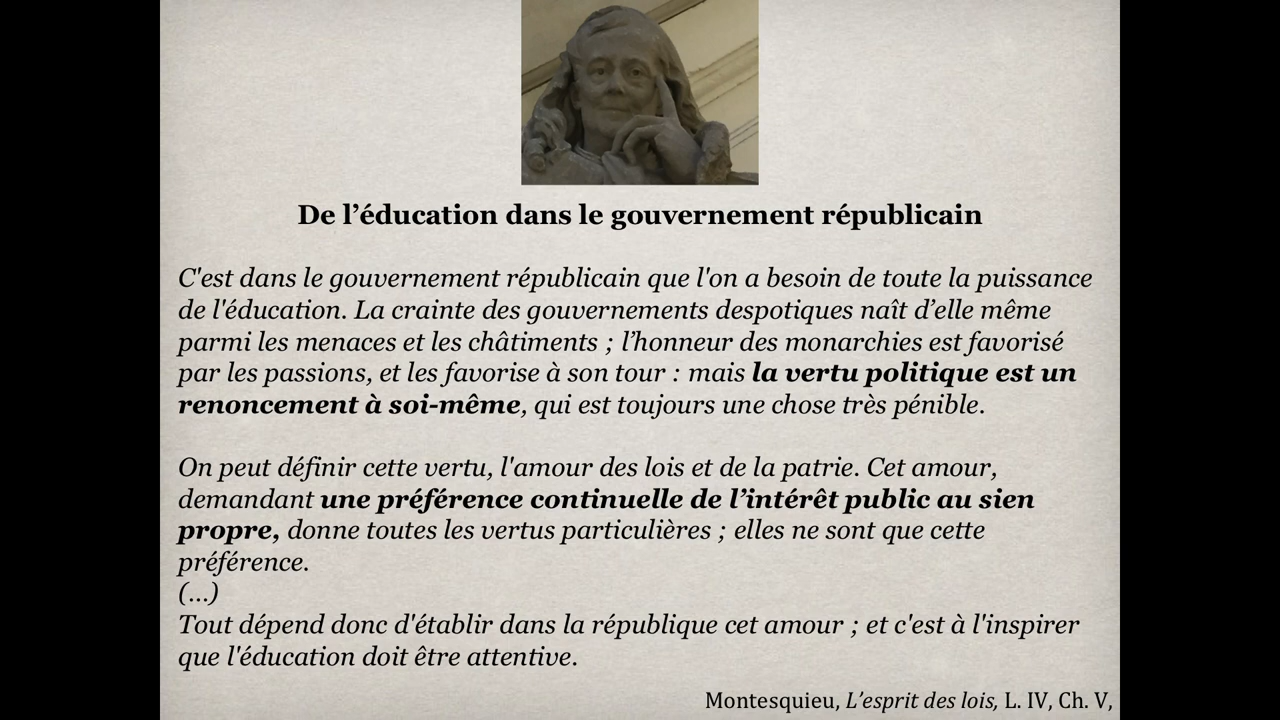 De l’éducation dans le gouvernement républicain
C'est dans le gouvernement républicain que l'on a besoin de toute la puissance
de l'éducation. La crainte des gouvernements despotiques naît d’elle même
parmi les menaces et les châtiments ; l’honneur des monarchies est favorisé
par les passions, et les favorise à son tour : mais la vertu politique est un
renoncement à soi-même, qui est toujours une chose très pénible.
On peut définir cette vertu, l'amour des lois et de la patrie. Cet amour,
demandant une préférence continuelle de l’intérêt public au sien
propre, donne toutes les vertus particulières ; elles ne sont que cette
préférence.
(…)
Tout dépend donc d'établir dans la république cet amour ; et c'est à l'inspirer
que l'éducation doit être attentive.
Montesquieu, L’esprit des lois, L. IV, Ch. V,